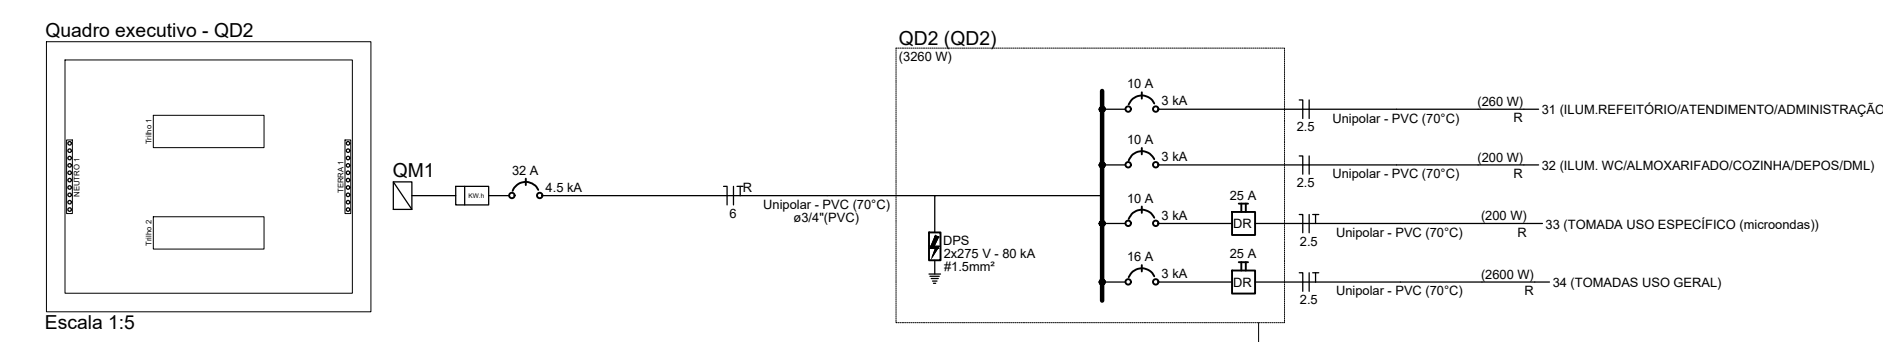 Quadro executivo - QD2
Trilho 1
NEUTRO 1
TERRA 1
Trilho 2
Escala 1:5
QM1
KW.h
32 A
4.5 kA
R
6
Unipolar - PVC (70°C)
ø3/4"(PVC)
QD2 (QD2)
(3260 W)
DPS
2x275 V - 80 kA
#1.5mm²
10 A
3 kA
2.5
Unipolar - PVC (70°C)
(260 W)
R
31 (ILUM.REFEITÓRIO/ATENDIMENTO/ADMINISTRAÇÃO
10 A
3 kA
2.5
Unipolar - PVC (70°C)
(200 W)
R
32 (ILUM. WC/ALMOXARIFADO/COZINHA/DEPOS/DML)
10 A
3 kA
25 A
DR
2.5
Unipolar - PVC (70°C)
(200 W)
R
33 (TOMADA USO ESPECÍFICO (microondas))
16 A
3 kA
25 A
DR
2.5
Unipolar - PVC (70°C)
(2600 W)
R
34 (TOMADAS USO GERAL)